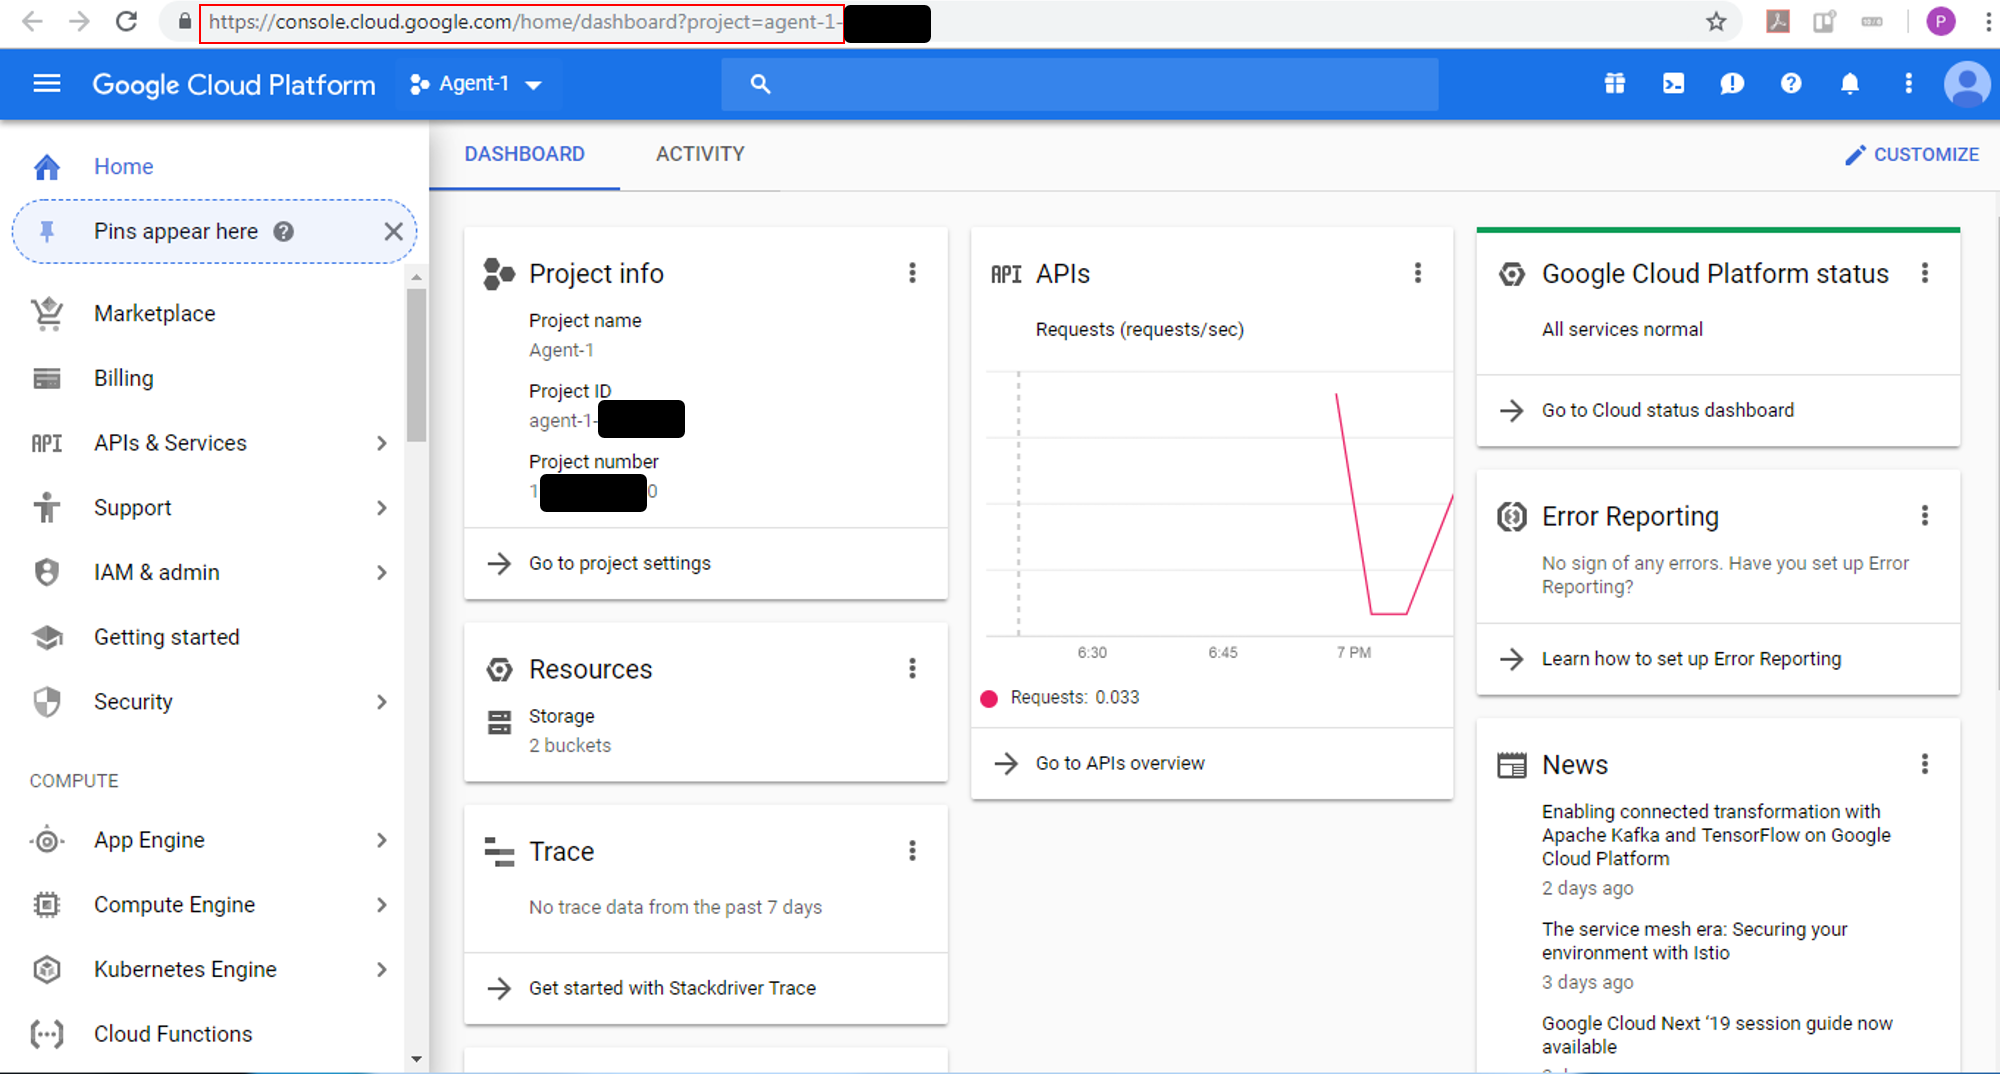 https://console.cloud.google.com/home/dashboard?project=agent-1-
P
Google Cloud Platform
Agent-1
Home
Pins appear here
Marketplace
Billing
API APIs & Services
Support
IAM & admin
Getting started
Security
COMPUTE
App Engine
Compute Engine
Kubernetes Engine
Cloud Functions
DASHBOARD
ACTIVITY
CUSTOMIZE
Project info
Project name
Agent-1
Project ID
agent-1-
Project number
1 0
Go to project settings
Resources
Storage
2 buckets
Trace
No trace data from the past 7 days
Get started with Stackdriver Trace
API APIs
Requests (requests/sec)
6:30 6:45 7 PM
Requests: 0.033
Go to APIs overview
Google Cloud Platform status
All services normal
Go to Cloud status dashboard
Error Reporting
No sign of any errors. Have you set up Error
Reporting?
Learn how to set up Error Reporting
News
Enabling connected transformation with
Apache Kafka and TensorFlow on Google
Cloud Platform
2 days ago
The service mesh era: Securing your
environment with Istio
3 days ago
Google Cloud Next '19 session guide now
available